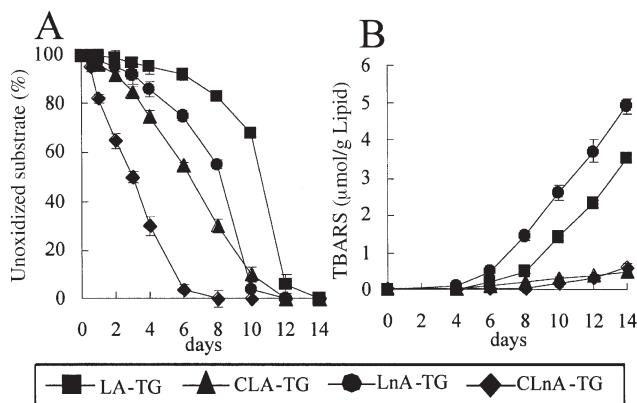 A
Unoxidized substrate (%)
100
80
60
40
20
0
0 2 4 6 8 10 12 14
days
B
TBARS (μmol/g Lipid)
6
5
4
3
2
1
0
0 2 4 6 8 10 12 14
days
LA-TG CLA-TG LnA-TG CLnA-TG